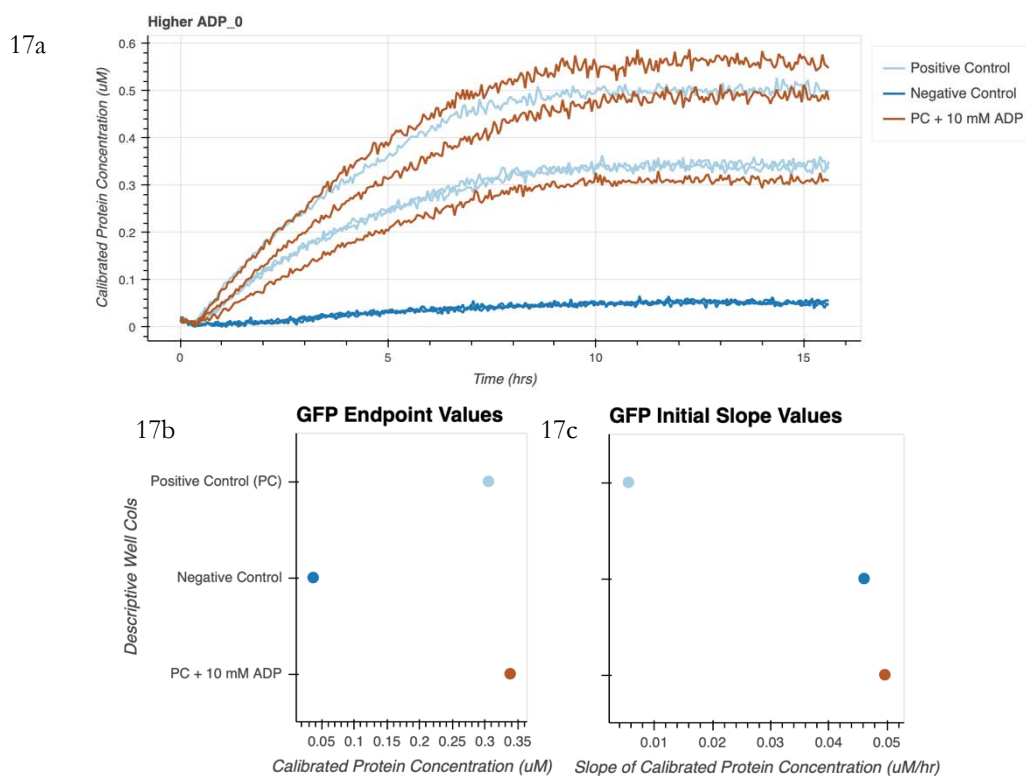 17a
Higher ADP_0
Calibrated Protein Concentration (uM)
0.6
0.5
0.4
0.3
0.2
0.1
0
0 5 10 15
Time (hrs)
Positive Control
Negative Control
PC + 10 mM ADP
17b
GFP Endpoint Values
Descriptive Well Cols
Positive Control (PC)
Negative Control
PC + 10 mM ADP
0.05 0.1 0.15 0.2 0.25 0.3 0.35
Calibrated Protein Concentration (uM)
17c
GFP Initial Slope Values
0.01 0.02 0.03 0.04 0.05
Slope of Calibrated Protein Concentration (uM/hr)